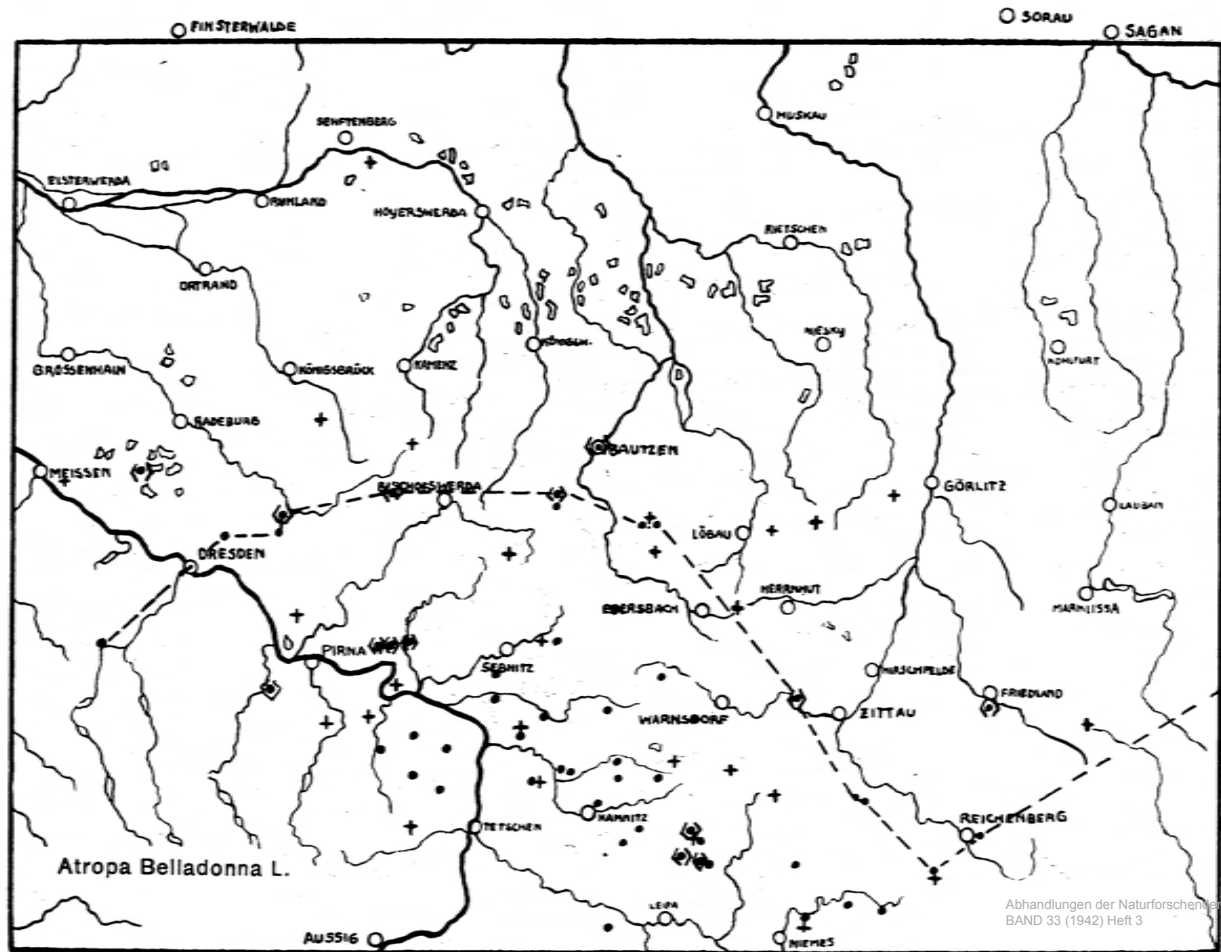 FINSTERWALDE
SORAU
SAGAN
SENFTENBERG
MUSKAU
ELSTERWERDA
RUHLAND
HOYERSWERDA
RIETSCHEN
ORTRAND
NIESKY
KOHLFURT
GROSSENHAIN
KÖNIGSBRÜCK
KAMENZ
KÖNIGSW.
RADEBURG
BAUTZEN
MEISSEN
BISCHOFSWERDA
GÖRLITZ
LAUBAN
LÖBAU
DRESDEN
EBERSBACH
HERRNHUT
MARKLISSA
PIRNA
SEBNITZ
HIRSCHFELDE
FRIEDLAND
WARNSDORF
ZITTAU
KAMNITZ
TETSCHEN
REICHENBERG
Atropa Belladonna L.
LEIPA
AUSSIG
NIEMES
Abhandlungen der Naturforschenden
BAND 33 (1942) Heft 3